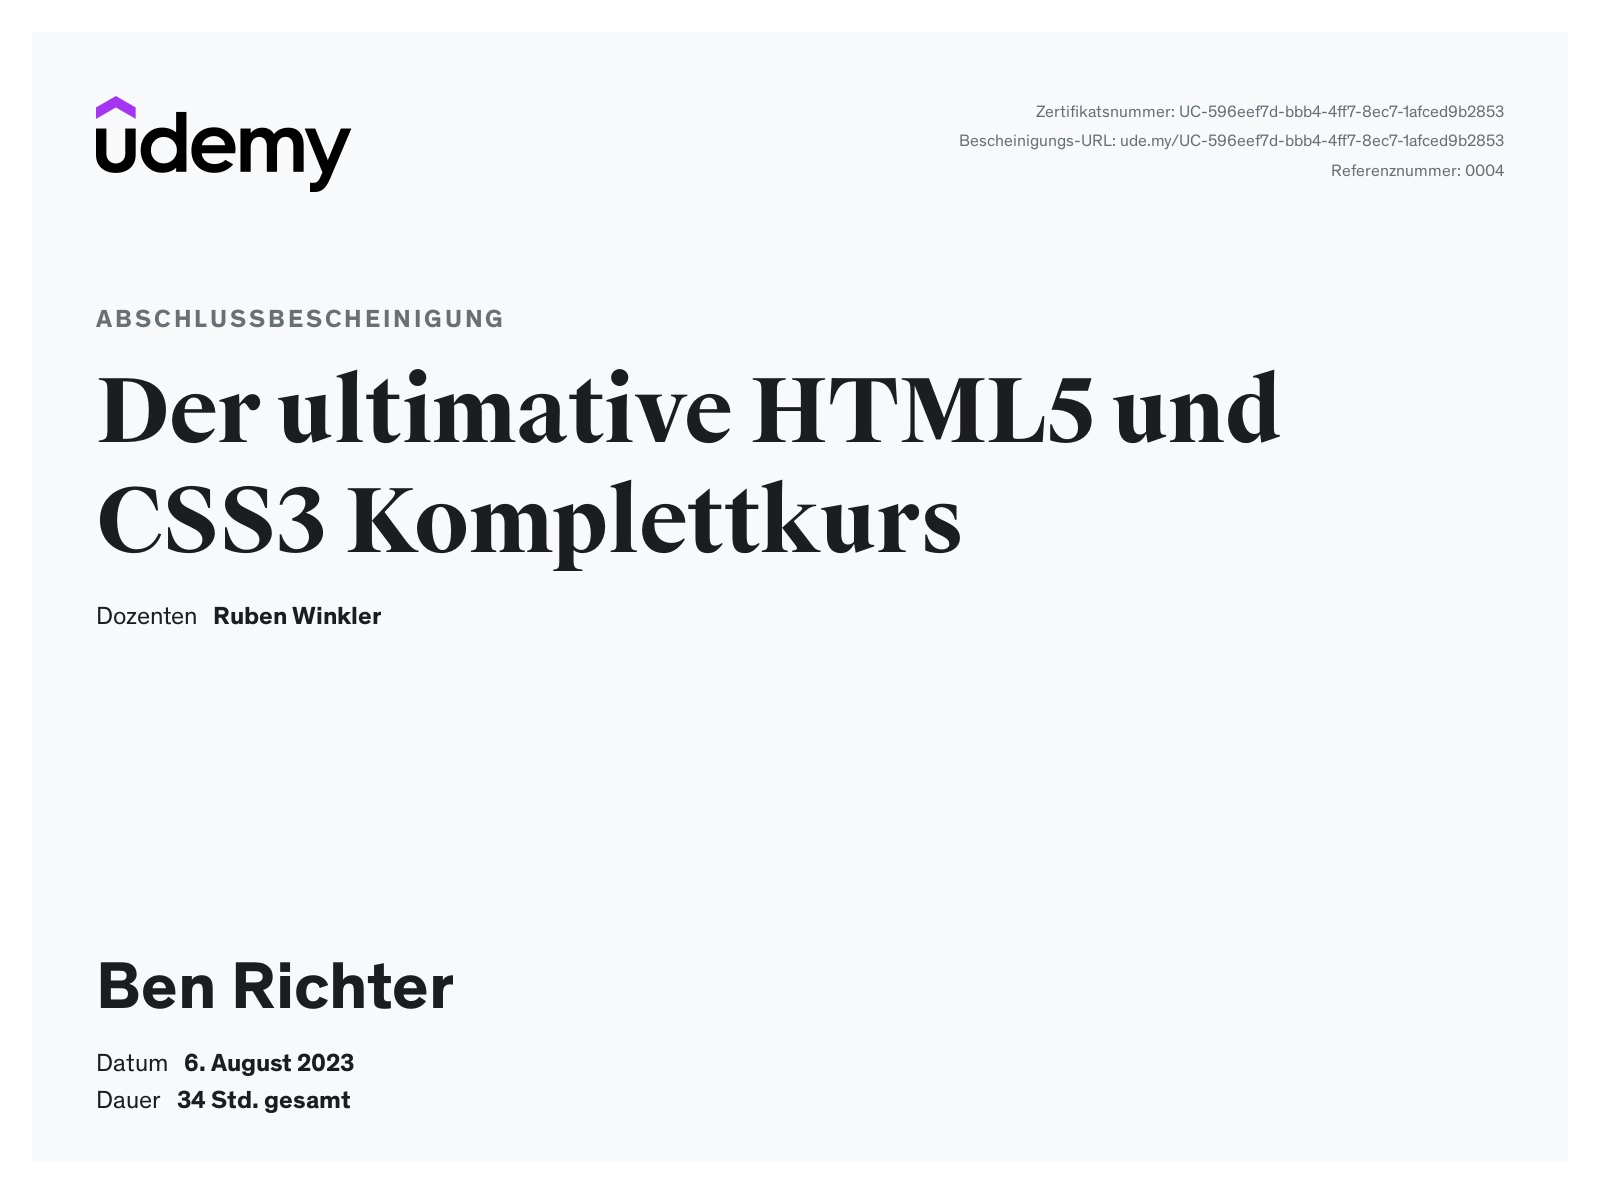 udemy
Zertifikatsnummer: UC-596eef7d-bbb4-4ff7-8ec7-1afced9b2853
Bescheinigungs-URL: ude.my/UC-596eef7d-bbb4-4ff7-8ec7-1afced9b2853
Referenznummer: 0004
ABSCHLUSSBESCHEINIGUNG
Der ultimative HTML5 und
CSS3 Komplettkurs
Dozenten Ruben Winkler
Ben Richter
Datum 6. August 2023
Dauer 34 Std. gesamt